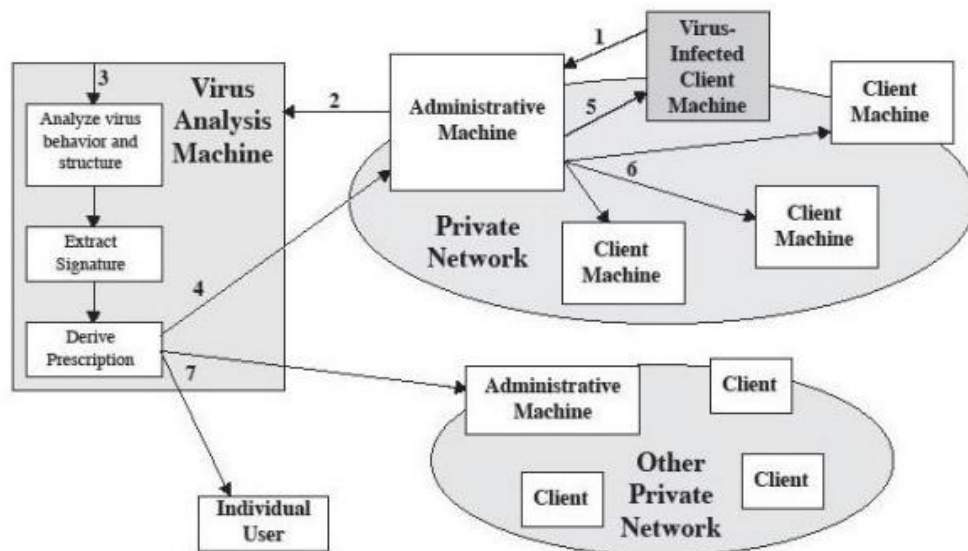 1
Virus-
Infected
Client
Machine
3
Virus
Analysis
Machine
2
Administrative
Machine
5
Client
Machine
Analyze virus
behavior and
structure
6
Client
Machine
Private
Network
Client
Machine
Extract
Signature
4
Derive
Prescription
7
Administrative
Machine
Client
Other
Private
Network
Client
Client
Individual
User